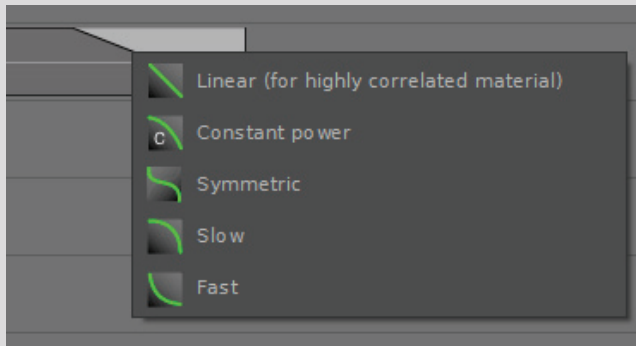 Linear (for highly correlated material)
C Constant power
Symmetric
Slow
Fast